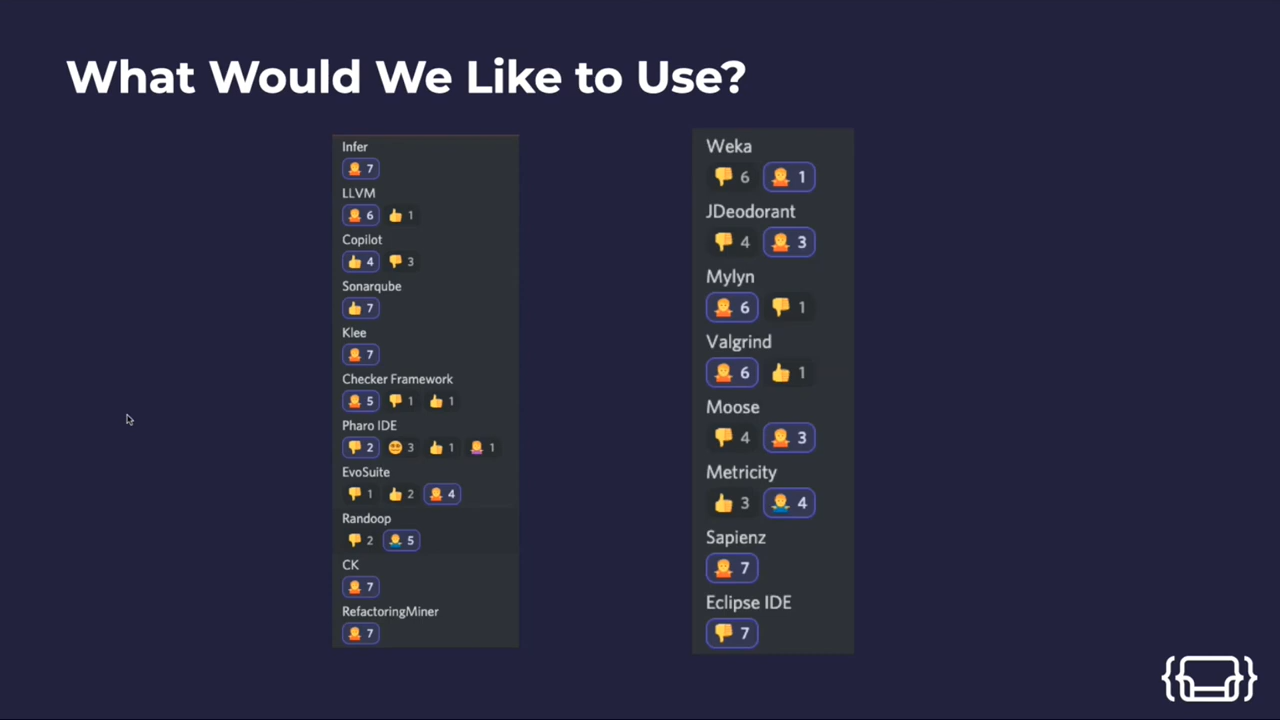 What Would We Like to Use?
Infer
7
LLVM
6 1
Copilot
4 3
Sonarqube
7
Klee
7
Checker Framework
5 1 1
Pharo IDE
2 3 1 1
EvoSuite
1 2 4
Randoop
2 5
CK
7
RefactoringMiner
7
Weka
6 1
JDeodorant
4 3
Mylyn
6 1
Valgrind
6 1
Moose
4 3
Metricity
3 4
Sapienz
7
Eclipse IDE
7